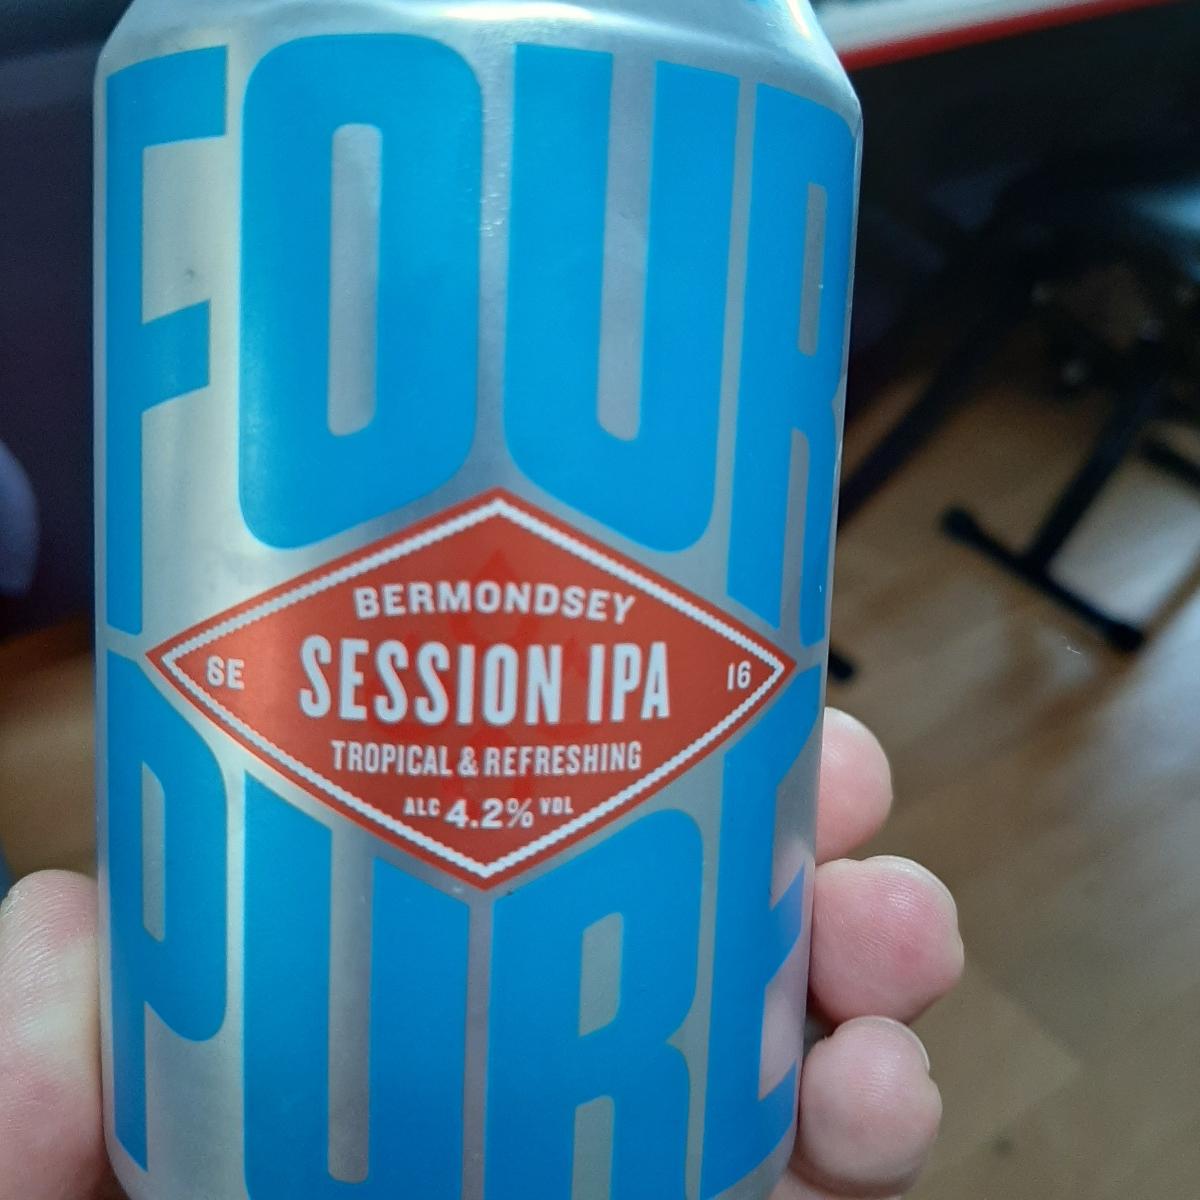 FOUR
BERMONDSEY
SE SESSION IPA 16
TROPICAL & REFRESHING
ALC 4.2% VOL
PURE